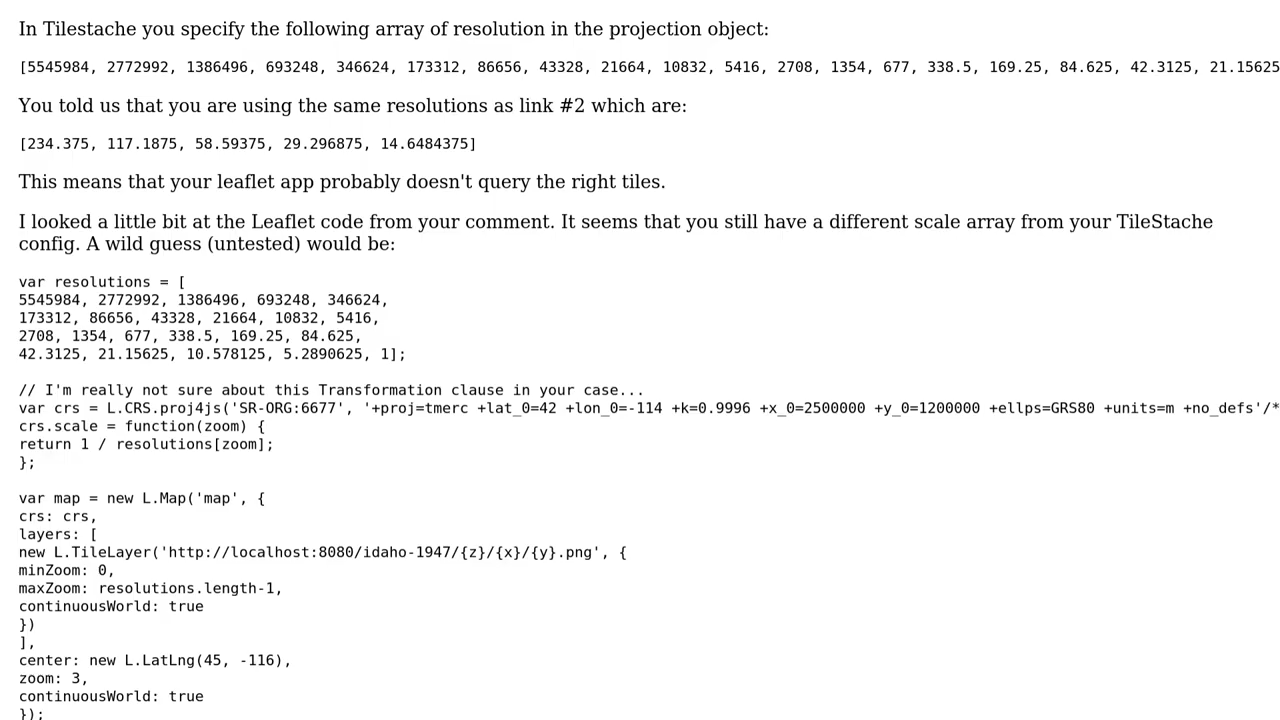 In Tilestache you specify the following array of resolution in the projection object:
[5545984, 2772992, 1386496, 693248, 346624, 173312, 86656, 43328, 21664, 10832, 5416, 2708, 1354, 677, 338.5, 169.25, 84.625, 42.3125, 21.15625
You told us that you are using the same resolutions as link #2 which are:
[234.375, 117.1875, 58.59375, 29.296875, 14.6484375]
This means that your leaflet app probably doesn't query the right tiles.
I looked a little bit at the Leaflet code from your comment. It seems that you still have a different scale array from your TileStache
config. A wild guess (untested) would be:
var resolutions = [
5545984, 2772992, 1386496, 693248, 346624,
173312, 86656, 43328, 21664, 10832, 5416,
2708, 1354, 677, 338.5, 169.25, 84.625,
42.3125, 21.15625, 10.578125, 5.2890625, 1];
// I'm really not sure about this Transformation clause in your case...
var crs = L.CRS.proj4js('SR-ORG:6677', '+proj=tmerc +lat_0=42 +lon_0=-114 +k=0.9996 +x_0=2500000 +y_0=1200000 +ellps=GRS80 +units=m +no_defs'/*
crs.scale = function(zoom) {
return 1 / resolutions[zoom];
};
var map = new L.Map('map', {
crs: crs,
layers: [
new L.TileLayer('http://localhost:8080/idaho-1947/{z}/{x}/{y}.png', {
minZoom: 0,
maxZoom: resolutions.length-1,
continuousWorld: true
})
],
center: new L.LatLng(45, -116),
zoom: 3,
continuousWorld: true
});